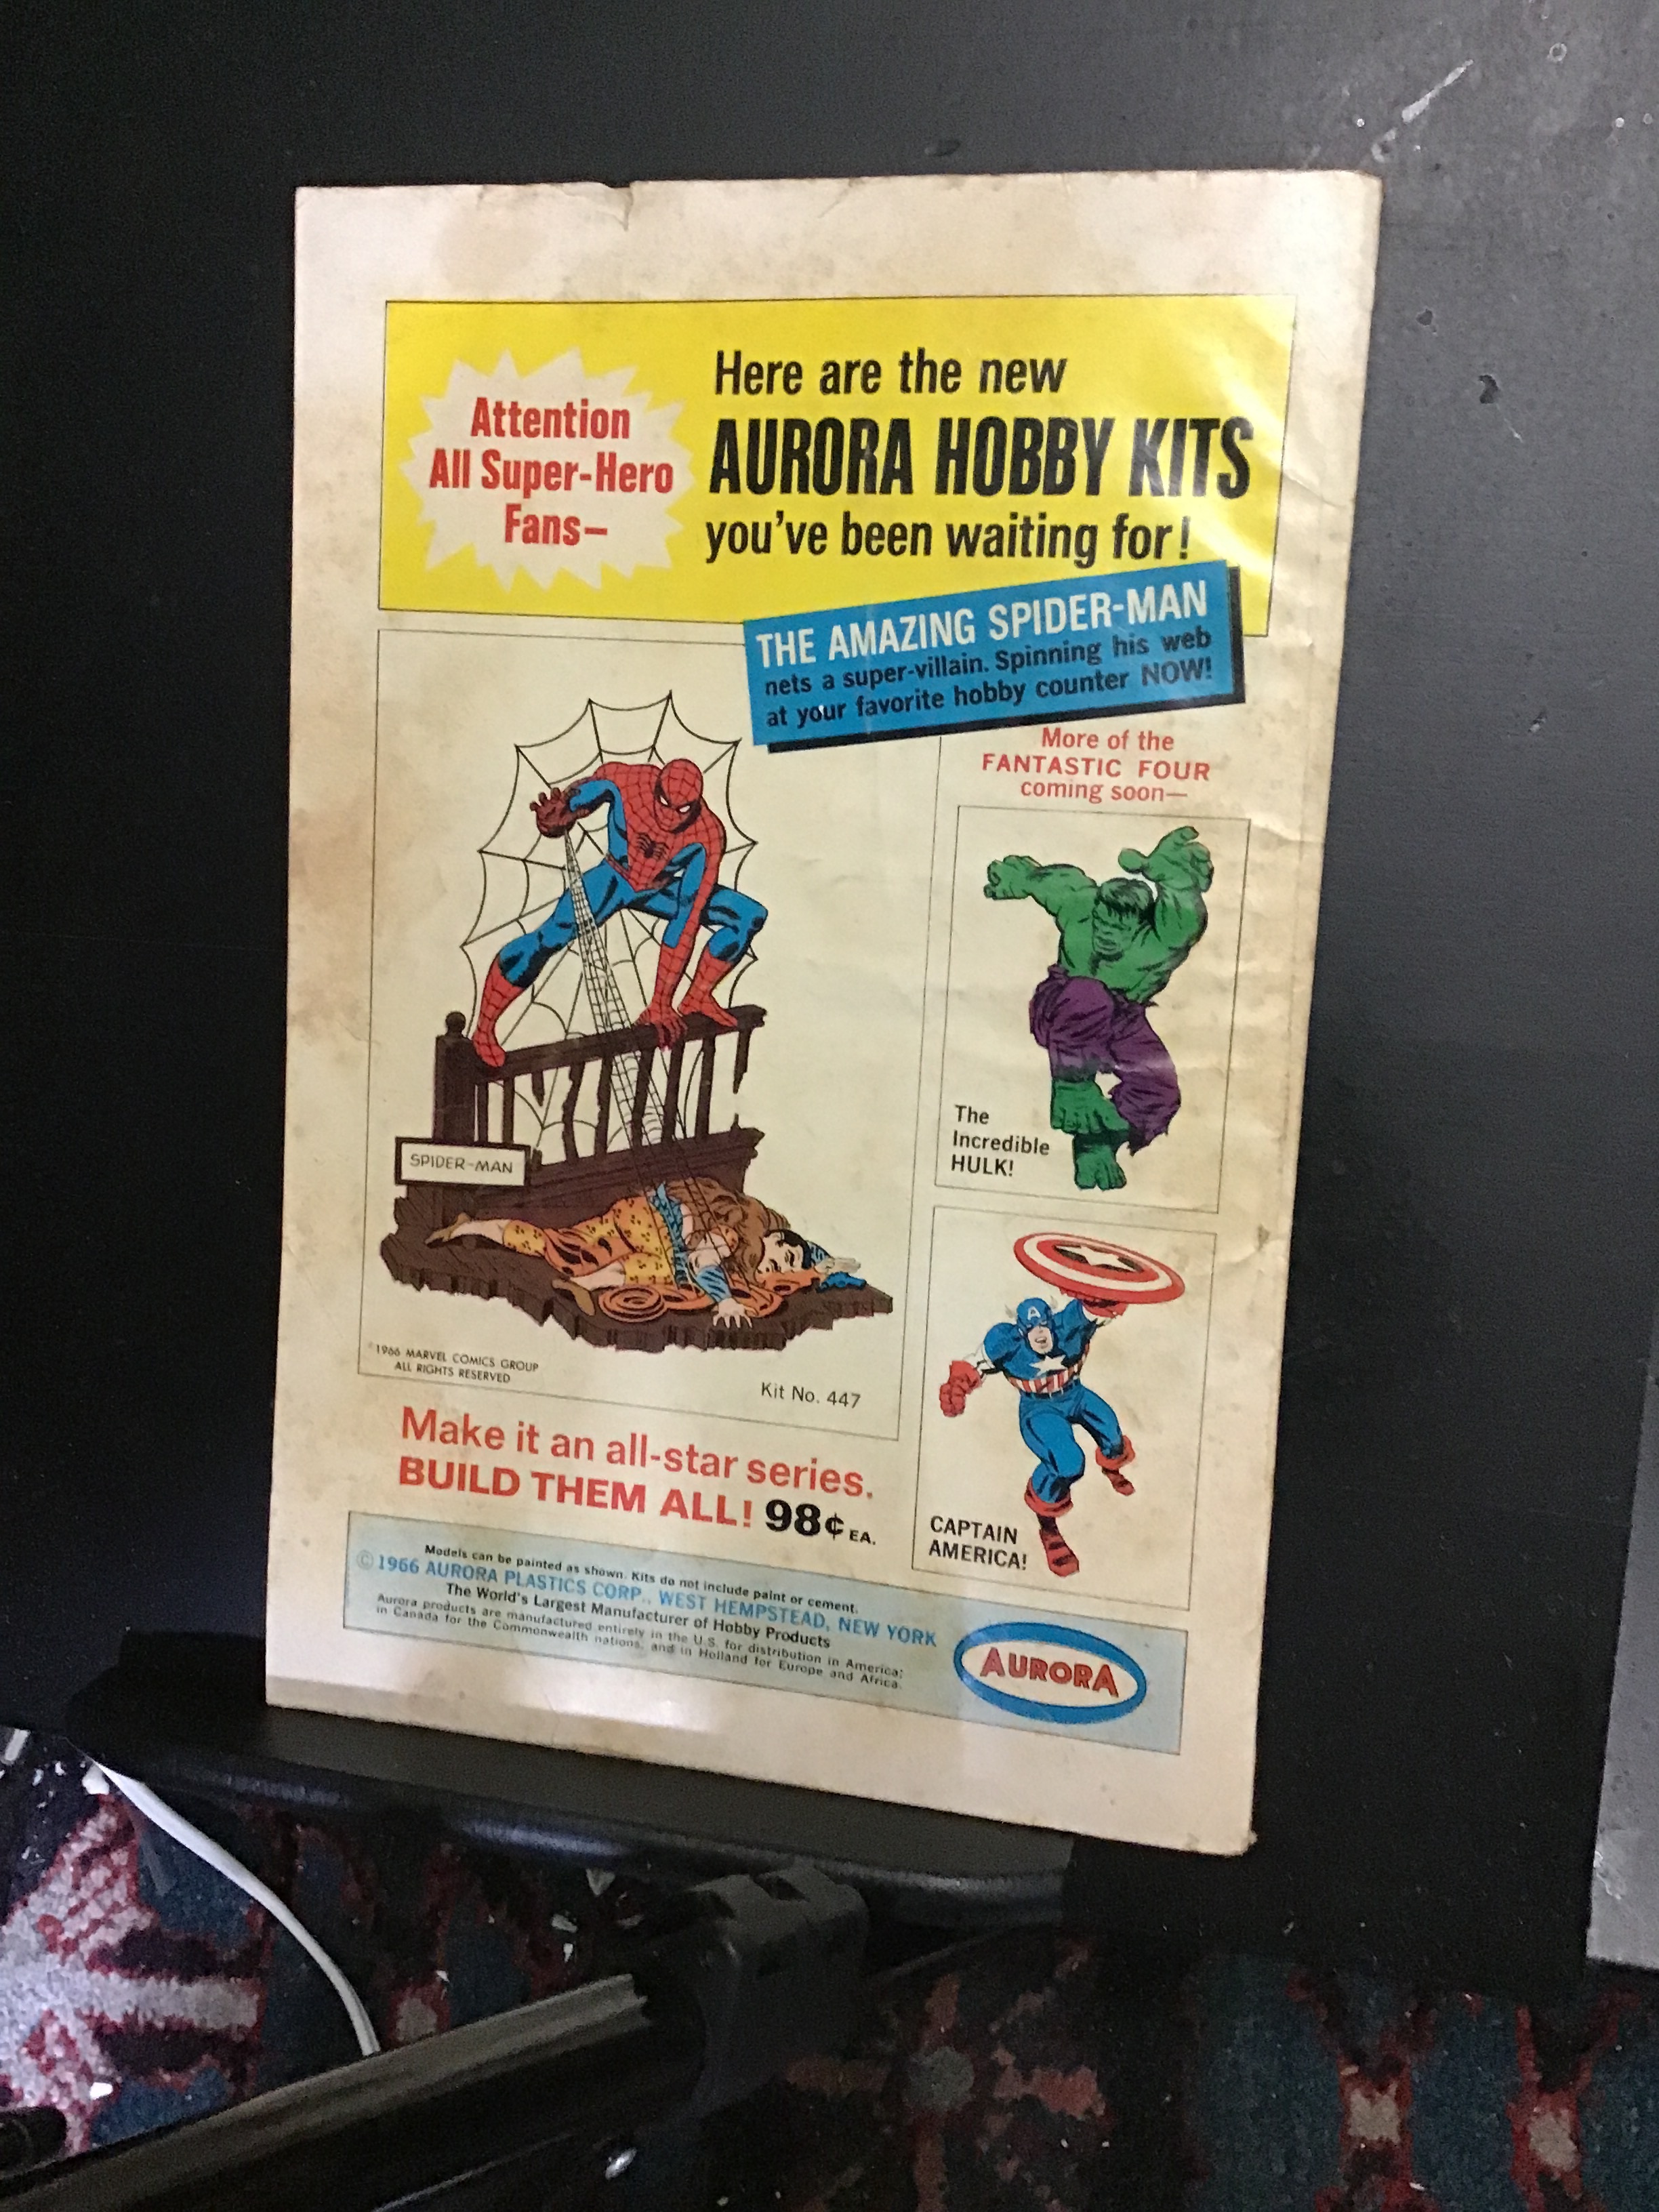 Attention
All Super-Hero
Fans—
Here are the new
AURORA HOBBY KITS
you've been waiting for!
THE AMAZING SPIDER-MAN
nets a super-villain. Spinning his web
at your favorite hobby counter NOW!
More of the
FANTASTIC FOUR
coming soon—
The
Incredible
HULK!
SPIDER-MAN
©1966 MARVEL COMICS GROUP
ALL RIGHTS RESERVED
Kit No. 447
A
CAPTAIN
AMERICA!
Make it an all-star series.
BUILD THEM ALL! 98¢ EA.
Models can be painted as shown. Kits do not include paint or cement.
©1966 AURORA PLASTICS CORP., WEST HEMPSTEAD, NEW YORK
The World's Largest Manufacturer of Hobby Products
Aurora products are manufactured entirely in the U.S. for distribution in America;
in Canada for the Commonwealth nations, and in Holland for Europe and Africa.
AURORA